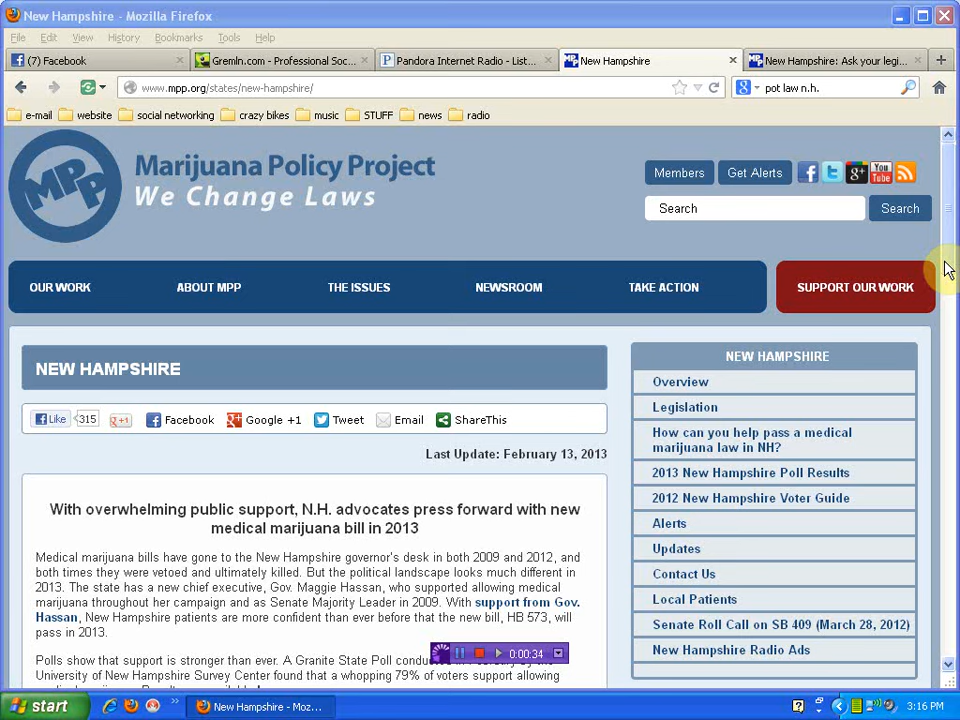 New Hampshire - Mozilla Firefox
File Edit View History Bookmarks Tools Help
(7) Facebook
Gremln.com - Professional Soc...
Pandora Internet Radio - List...
New Hampshire
New Hampshire: Ask your legi...
www.mpp.org/states/new-hampshire/
pot law n.h.
e-mail website social networking crazy bikes music STUFF news radio
MPP
Marijuana Policy Project
We Change Laws
Members Get Alerts
Search Search
OUR WORK ABOUT MPP THE ISSUES NEWSROOM TAKE ACTION SUPPORT OUR WORK
NEW HAMPSHIRE
Like 315 +1 Facebook Google +1 Tweet Email ShareThis
Last Update: February 13, 2013
With overwhelming public support, N.H. advocates press forward with new
medical marijuana bill in 2013
Medical marijuana bills have gone to the New Hampshire governor's desk in both 2009 and 2012, and
both times they were vetoed and ultimately killed. But the political landscape looks much different in
2013. The state has a new chief executive, Gov. Maggie Hassan, who supported allowing medical
marijuana throughout her campaign and as Senate Majority Leader in 2009. With support from Gov.
Hassan, New Hampshire patients are more confident than ever before that the new bill, HB 573, will
pass in 2013.
Polls show that support is stronger than ever. A Granite State Poll
University of New Hampshire Survey Center found that a whopping 79% of voters support allowing
NEW HAMPSHIRE
Overview
Legislation
How can you help pass a medical
marijuana law in NH?
2013 New Hampshire Poll Results
2012 New Hampshire Voter Guide
Alerts
Updates
Contact Us
Local Patients
Senate Roll Call on SB 409 (March 28, 2012)
New Hampshire Radio Ads
0:00:34
start
New Hampshire - Moz...
3:16 PM